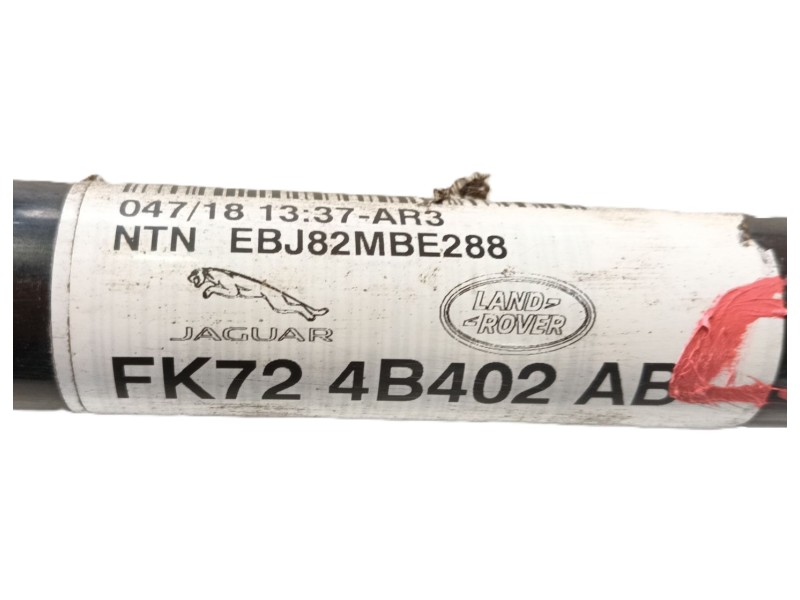 047/18 13:37-AR3
NTN EBJ82MBE288
JAGUAR
LAND-
-ROVER
FK72 4B402 AB